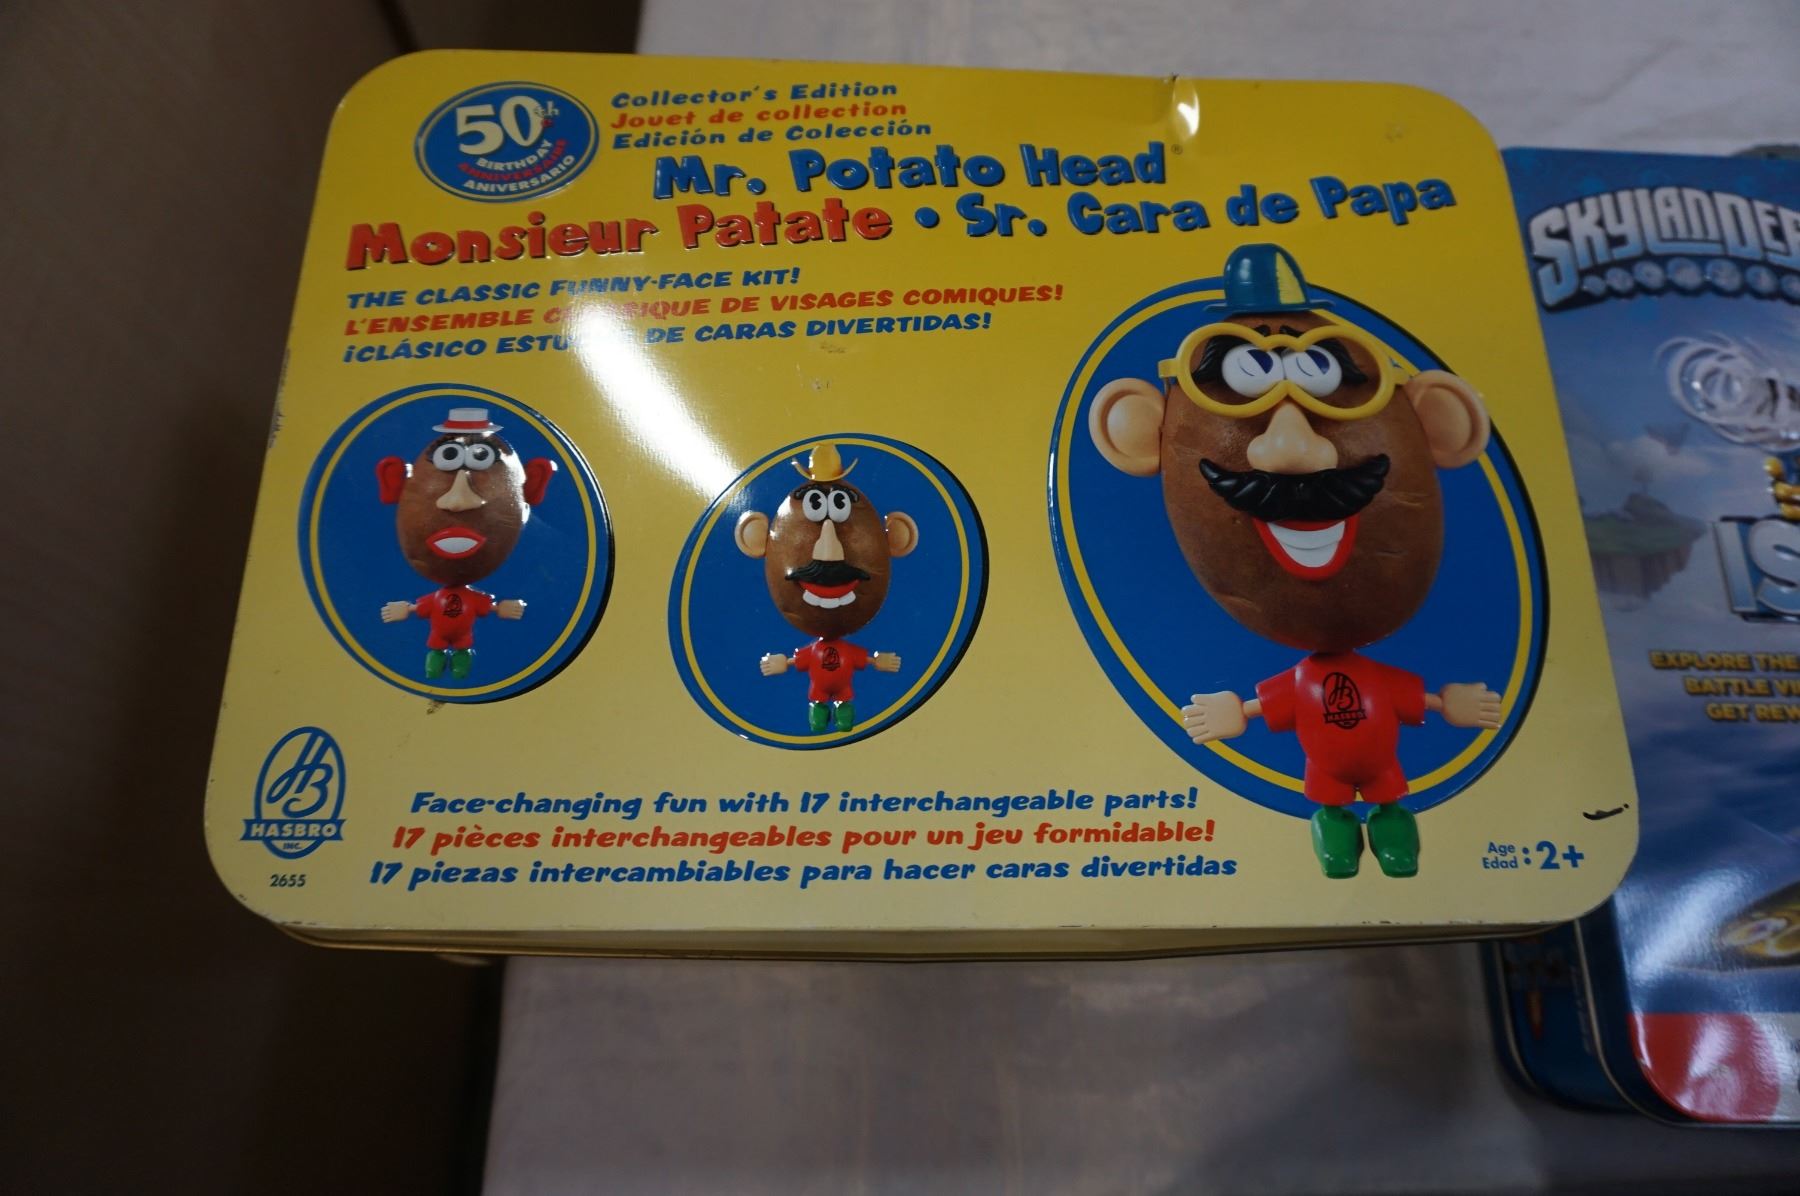 50th
BIRTHDAY
ANNIVERSAIRE
ANIVERSARIO
Collector's Edition
Jouet de collection
Edición de Colección
Mr. Potato Head®
Monsieur Patate • Sr. Cara de Papa
THE CLASSIC FUNNY-FACE KIT!
L'ENSEMBLE CLASSIQUE DE VISAGES COMIQUES!
¡CLÁSICO DE CARAS DIVERTIDAS!
HB
HASBRO
INC.
2655
Face-changing fun with 17 interchangeable parts!
17 pièces interchangeables pour un jeu formidable!
17 piezas intercambiables para hacer caras divertidas
Age
Edad : 2+
HB
HASBRO
SKYLANDER
EXPLORE THE
BATTLE
GET